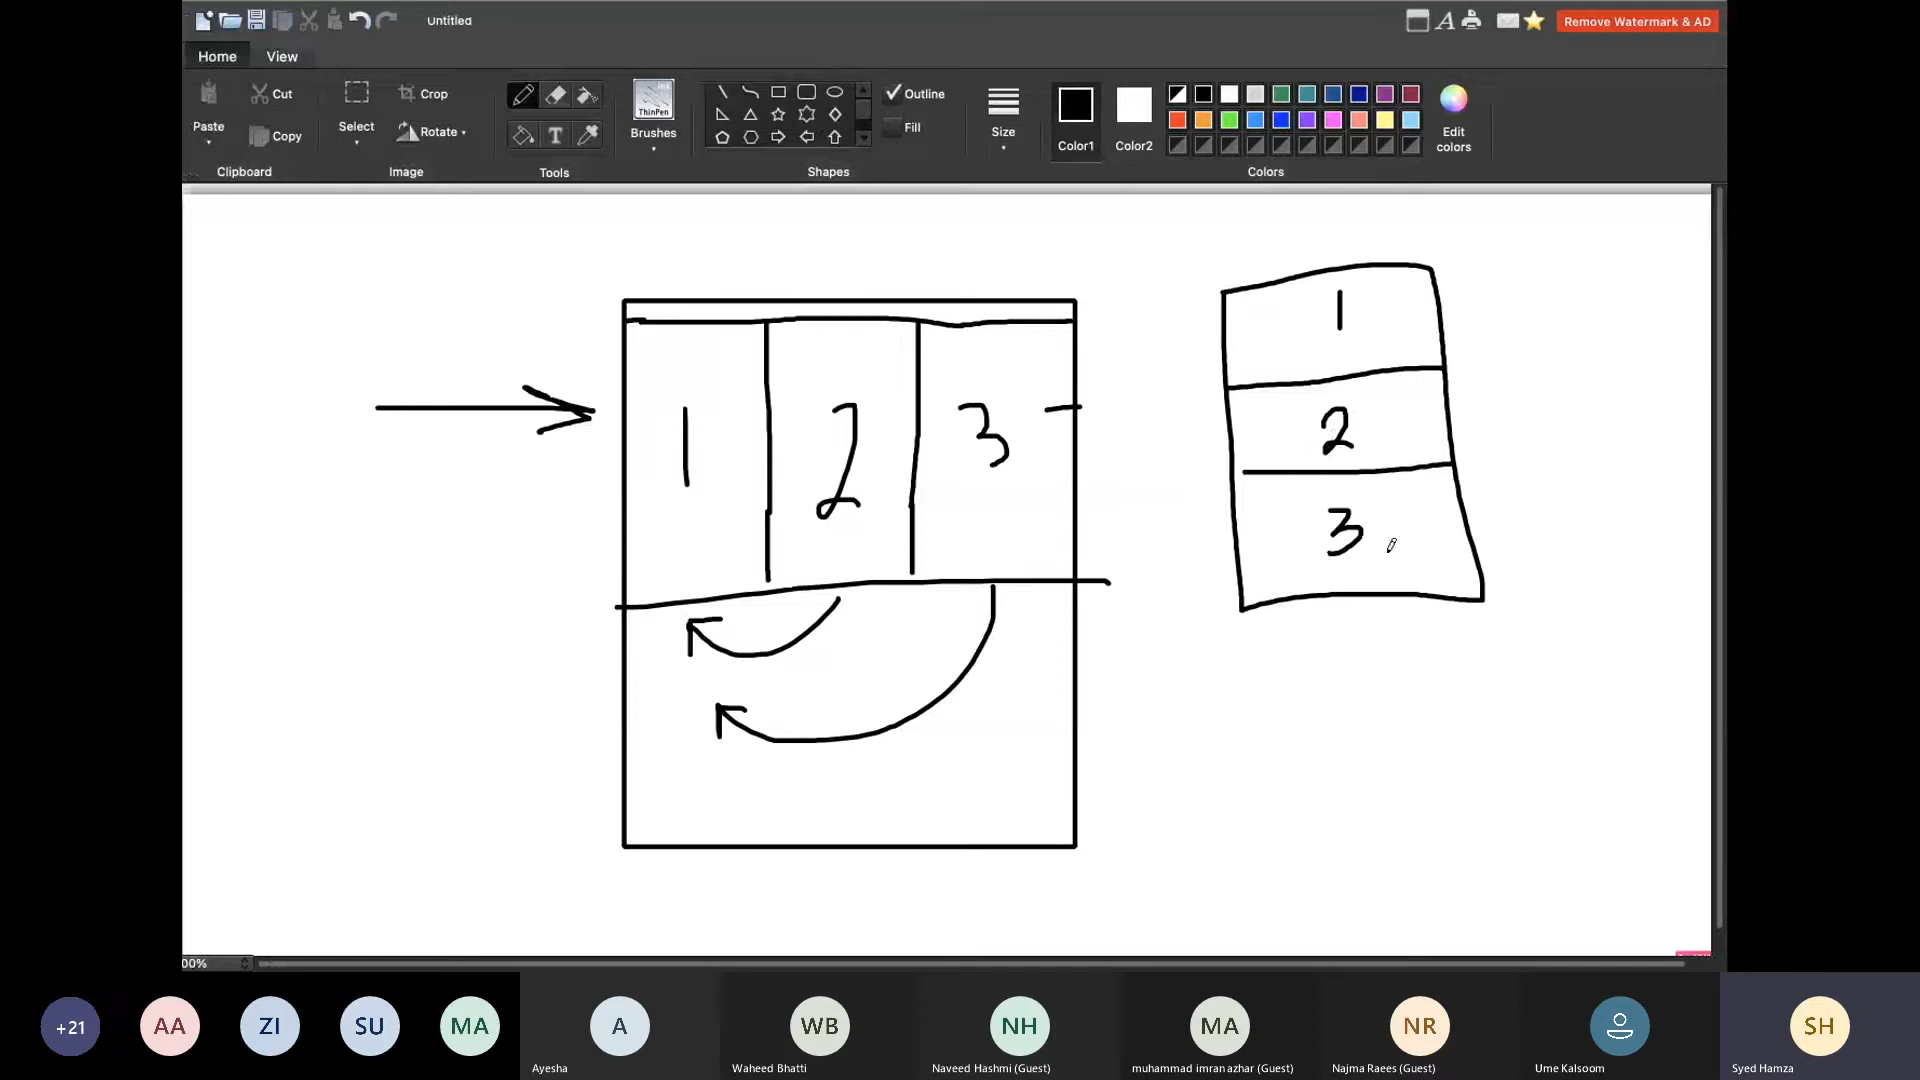 Untitled
Remove Watermark & AD
Home View
Paste
Cut
Copy
Clipboard
Select
Crop
Rotate
Image
T
Tools
ThinPen
Brushes
Outline
Fill
Shapes
Size
Color1
Color2
Edit colors
Colors
1 2 3
1
2
3
00%
+21
AA
ZI
SU
MA
A
Ayesha
WB
Waheed Bhatti
NH
Naveed Hashmi (Guest)
MA
muhammad imran azhar (Guest)
NR
Najma Raees (Guest)
Ume Kalsoom
SH
Syed Hamza